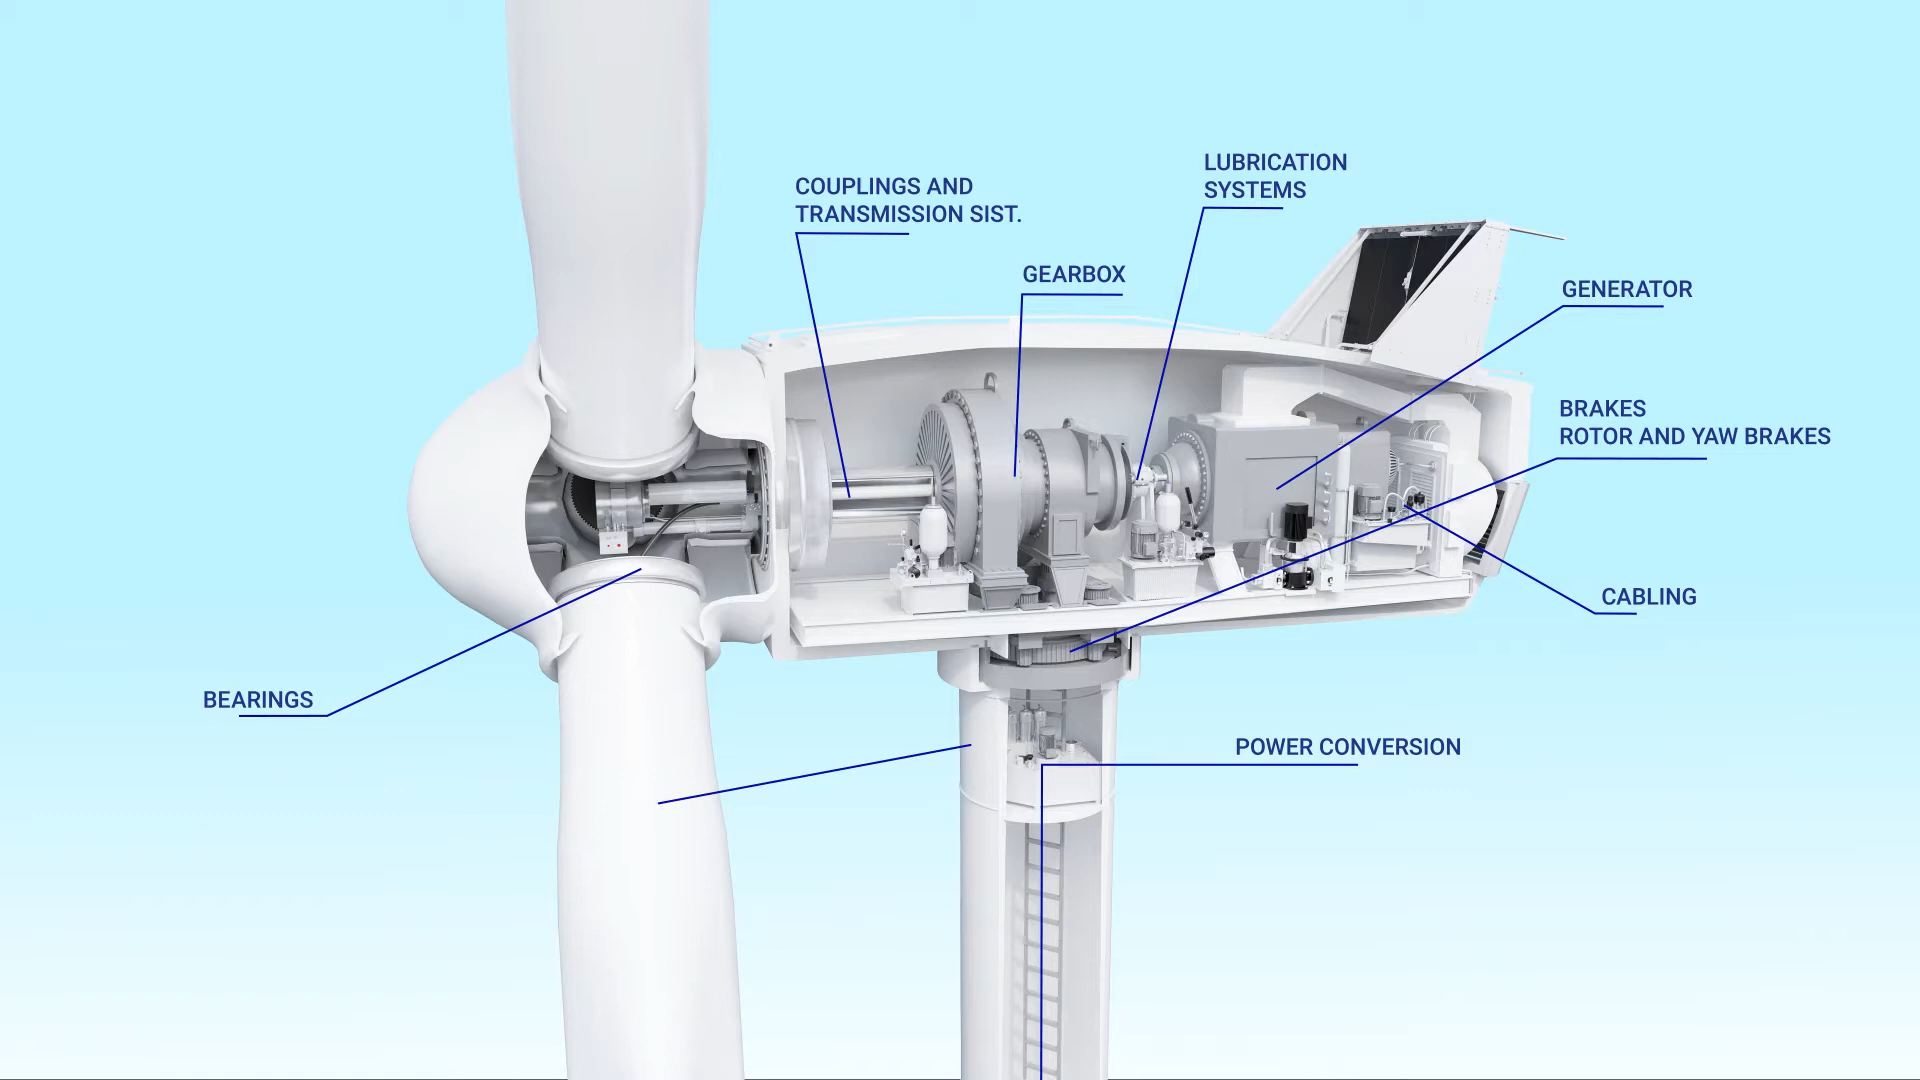 LUBRICATION
SYSTEMS
COUPLINGS AND
TRANSMISSION SIST.
GEARBOX
GENERATOR
BRAKES
ROTOR AND YAW BRAKES
CABLING
BEARINGS
POWER CONVERSION